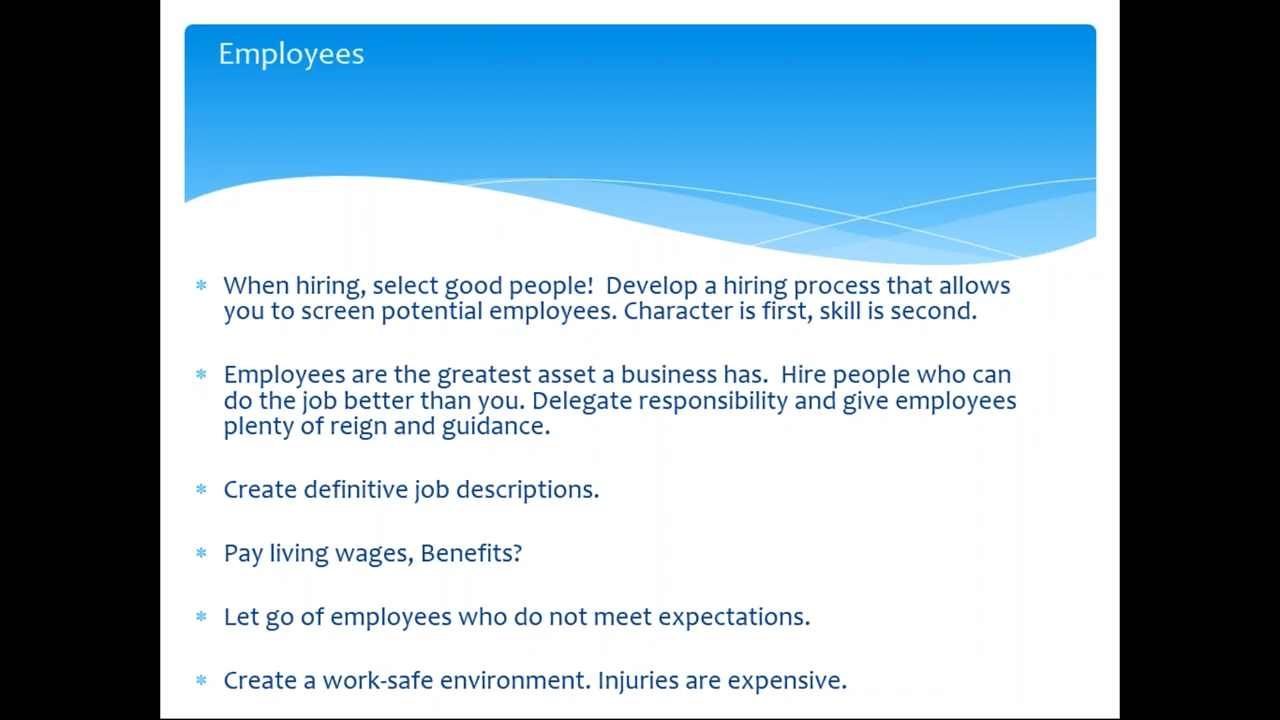 Employees
* When hiring, select good people!  Develop a hiring process that allows
you to screen potential employees. Character is first, skill is second.
* Employees are the greatest asset a business has.  Hire people who can
do the job better than you. Delegate responsibility and give employees
plenty of reign and guidance.
* Create definitive job descriptions.
* Pay living wages, Benefits?
* Let go of employees who do not meet expectations.
* Create a work-safe environment. Injuries are expensive.